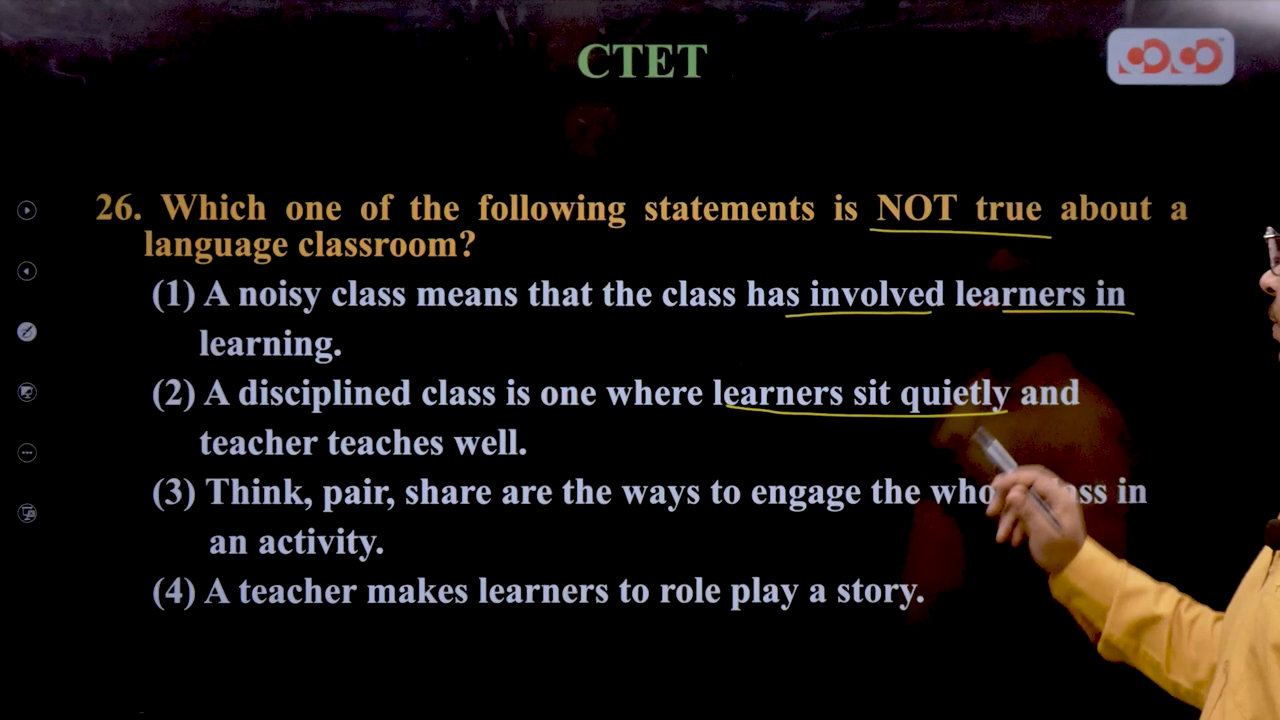 CTET
26. Which one of the following statements is NOT true about a
language classroom?
(1) A noisy class means that the class has involved learners in
learning.
(2) A disciplined class is one where learners sit quietly and
teacher teaches well.
(3) Think, pair, share are the ways to engage the in
an activity.
(4) A teacher makes learners to role play a story.